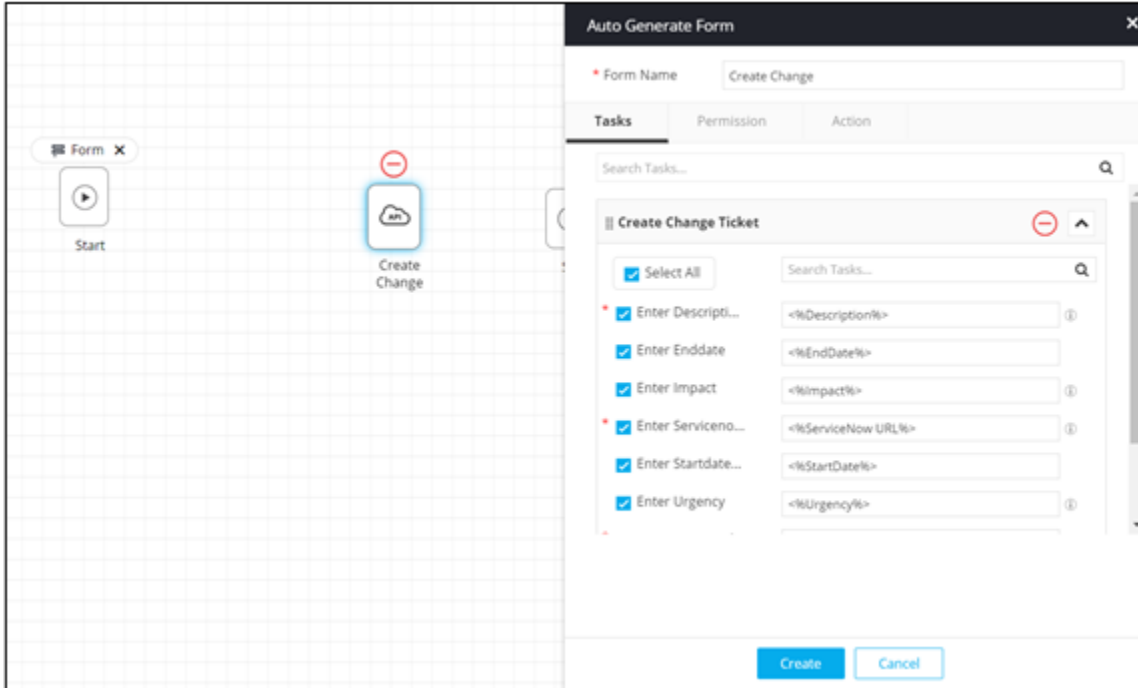 Auto Generate Form
* Form Name
Create Change
Tasks
Permission
Action
Search Tasks...
Create Change Ticket
Select All
Search Tasks...
* Enter Descripti...
<%Description%>
Enter Enddate
<%EndDate%>
Enter Impact
<%Impact%>
* Enter Serviceno...
<%ServiceNow URL%>
Enter Startdate...
<%StartDate%>
Enter Urgency
<%Urgency%>
Create
Cancel
Form
Start
API
Create
Change